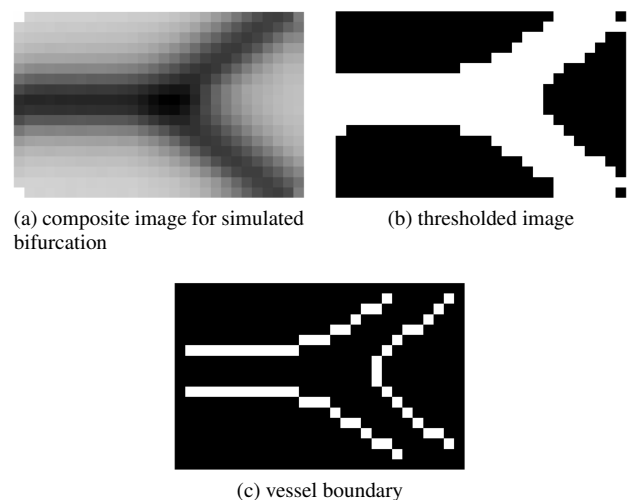 (a) composite image for simulated
bifurcation
(b) thresholded image
(c) vessel boundary